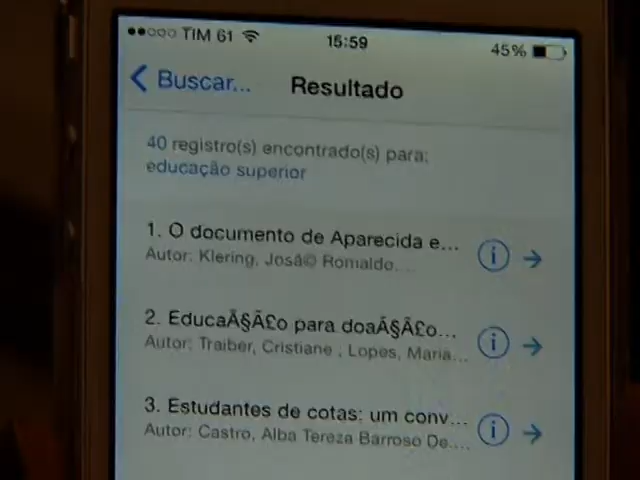 ●●○○○ TIM 61 15:59 45%
Buscar... Resultado
40 registro(s) encontrado(s) para:
educação superior
1. O documento de Aparecida e...
Autor: Klering, Josã© Romaldo....
2. EducaÃ§Ã£o para doaÃ§Ã£o...
Autor: Traiber, Cristiane , Lopes, Maria...
3. Estudantes de cotas: um conv...
Autor: Castro, Alba Tereza Barroso De....